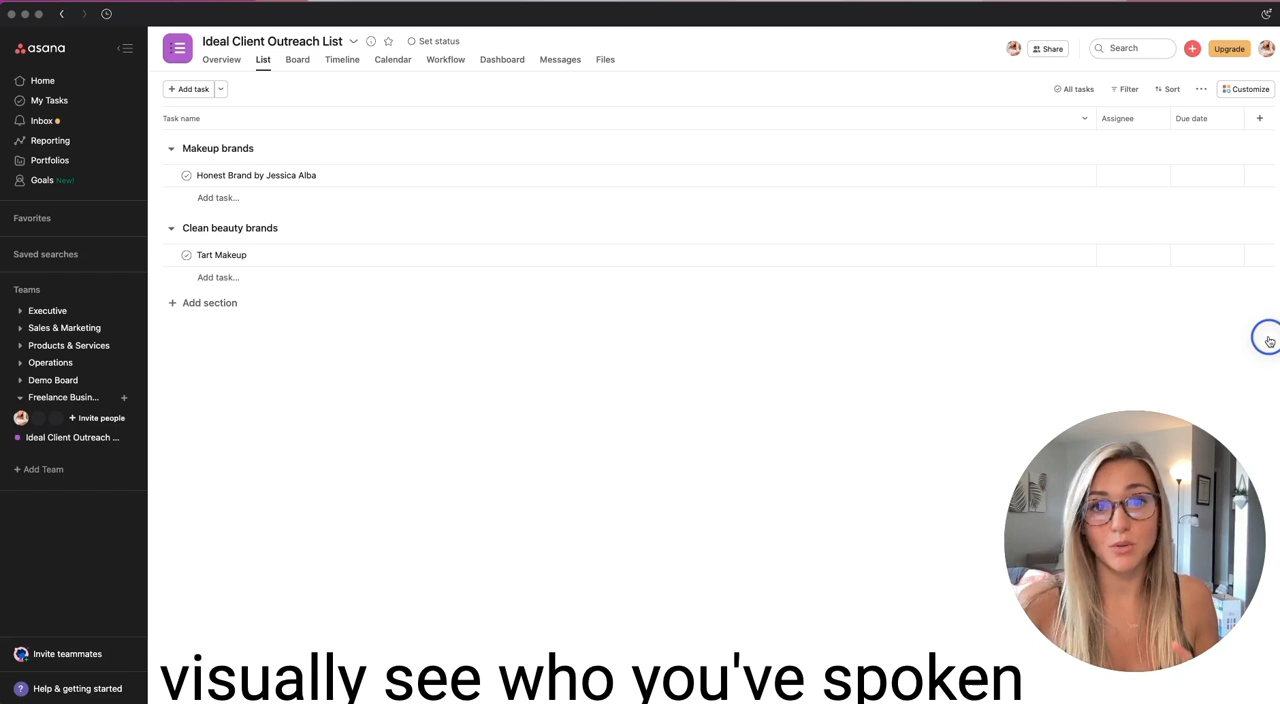 asana
Home
My Tasks
Inbox
Reporting
Portfolios
Goals New!
Favorites
Saved searches
Teams
Executive
Sales & Marketing
Products & Services
Operations
Demo Board
Freelance Busin...
Invite people
Ideal Client Outreach ...
+ Add Team
Invite teammates
? Help & getting started
Ideal Client Outreach List
Set status
Overview List Board Timeline Calendar Workflow Dashboard Messages Files
Share
Search
Upgrade
+ Add task
All tasks Filter Sort ... Customize
Task name Assignee Due date +
Makeup brands
Honest Brand by Jessica Alba
Add task...
Clean beauty brands
Tart Makeup
Add task...
+ Add section
visually see who you've spoken